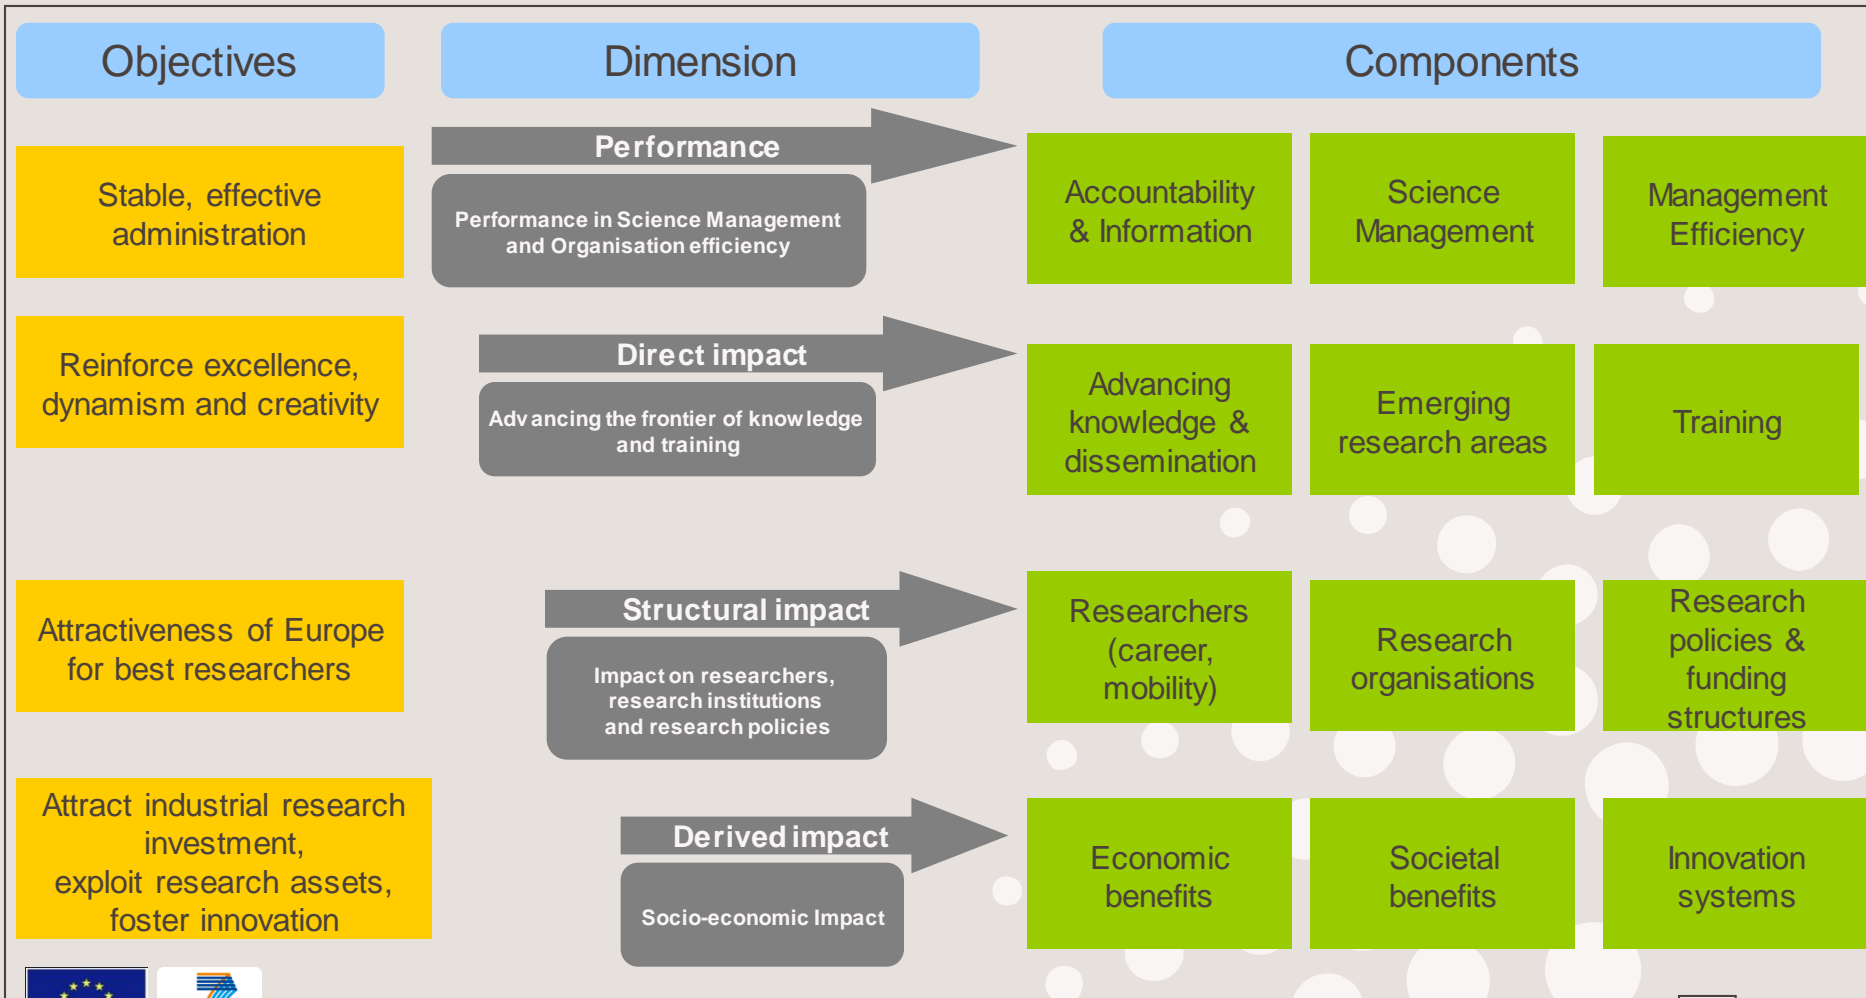 Objectives
Dimension
Components
Stable, effective
administration
Performance
Performance in Science Management
and Organisation efficiency
Accountability
& Information
Science
Management
Management
Efficiency
Reinforce excellence,
dynamism and creativity
Direct impact
Advancing the frontier of knowledge
and training
Advancing
knowledge &
dissemination
Emerging
research areas
Training
Attractiveness of Europe
for best researchers
Structural impact
Impact on researchers,
research institutions
and research policies
Researchers
(career,
mobility)
Research
organisations
Research
policies &
funding
structures
Attract industrial research
investment,
exploit research assets,
foster innovation
Derived impact
Socio-economic Impact
Economic
benefits
Societal
benefits
Innovation
systems